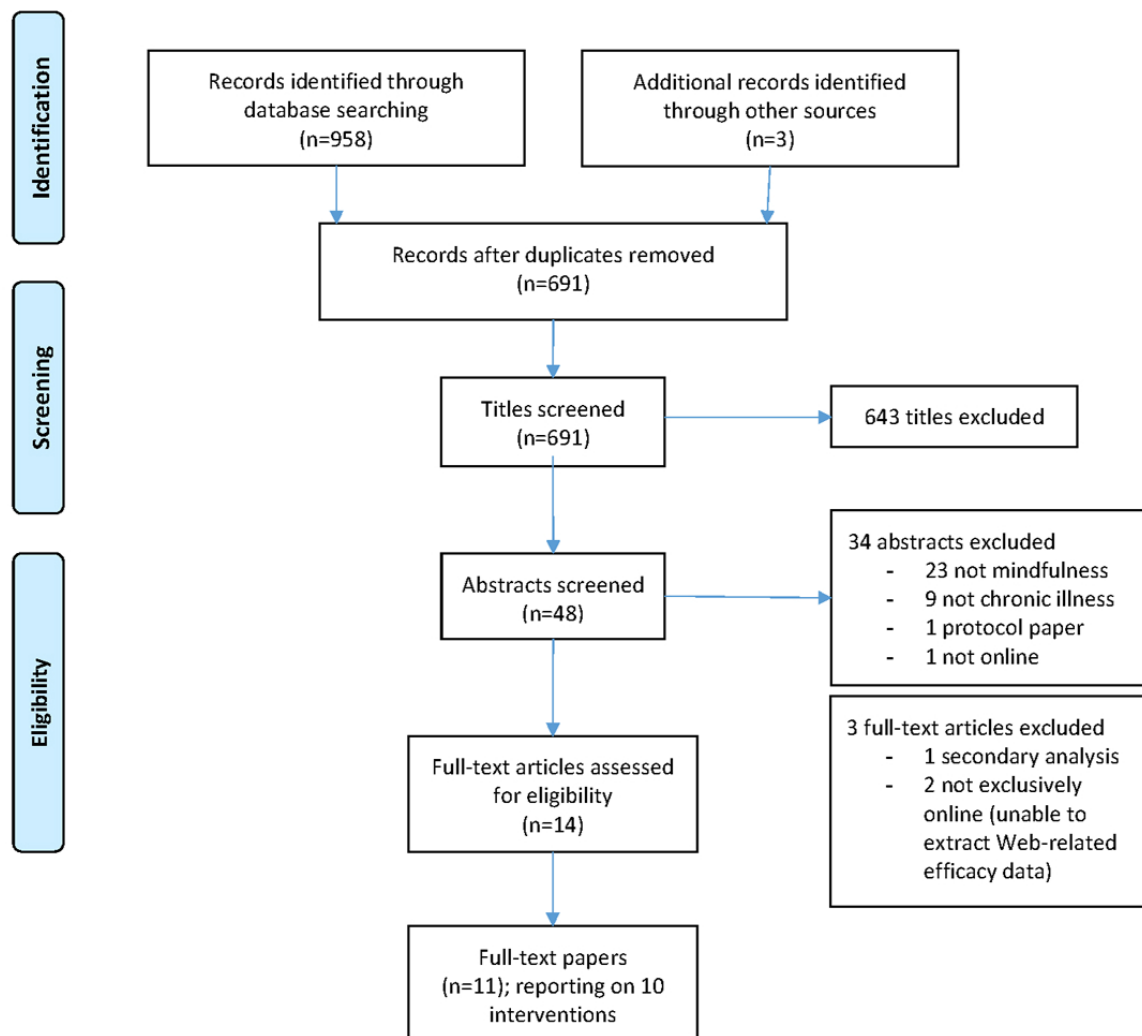 Identification
Records identified through
database searching
(n=958)
Additional records identified
through other sources
(n=3)
Records after duplicates removed
(n=691)
Screening
Titles screened
(n=691)
643 titles excluded
Eligibility
Abstracts screened
(n=48)
34 abstracts excluded
- 23 not mindfulness
- 9 not chronic illness
- 1 protocol paper
- 1 not online
Full-text articles assessed
for eligibility
(n=14)
3 full-text articles excluded
- 1 secondary analysis
- 2 not exclusively
online (unable to
extract Web-related
efficacy data)
Full-text papers
(n=11); reporting on 10
interventions